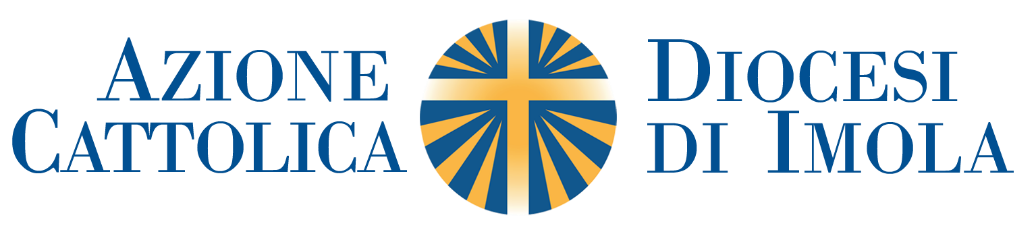 AZIONE
CATTOLICA
DIOCESI
DI IMOLA